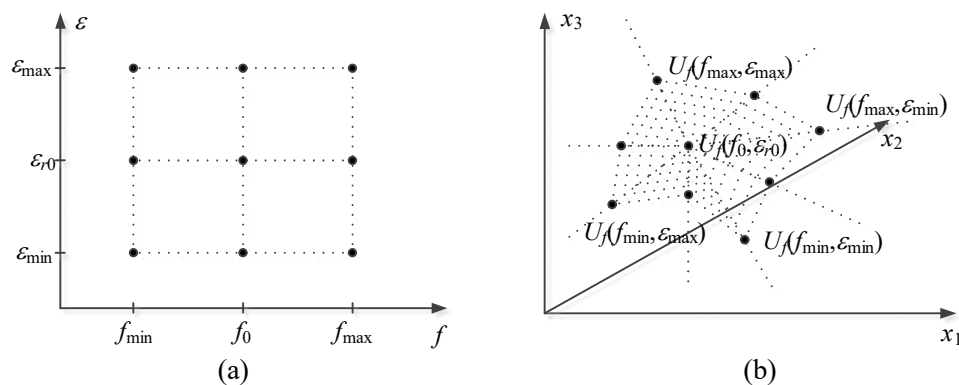 ε
ε_max
ε_r0
ε_min
f_min f_0 f_max f
(a)
x_3
U_f(f_max,ε_max)
U_f(f_max,ε_min)
x_2
U_f(f_0,ε_r0)
U_f(f_min,ε_max) U_f(f_min,ε_min)
x_1
(b)